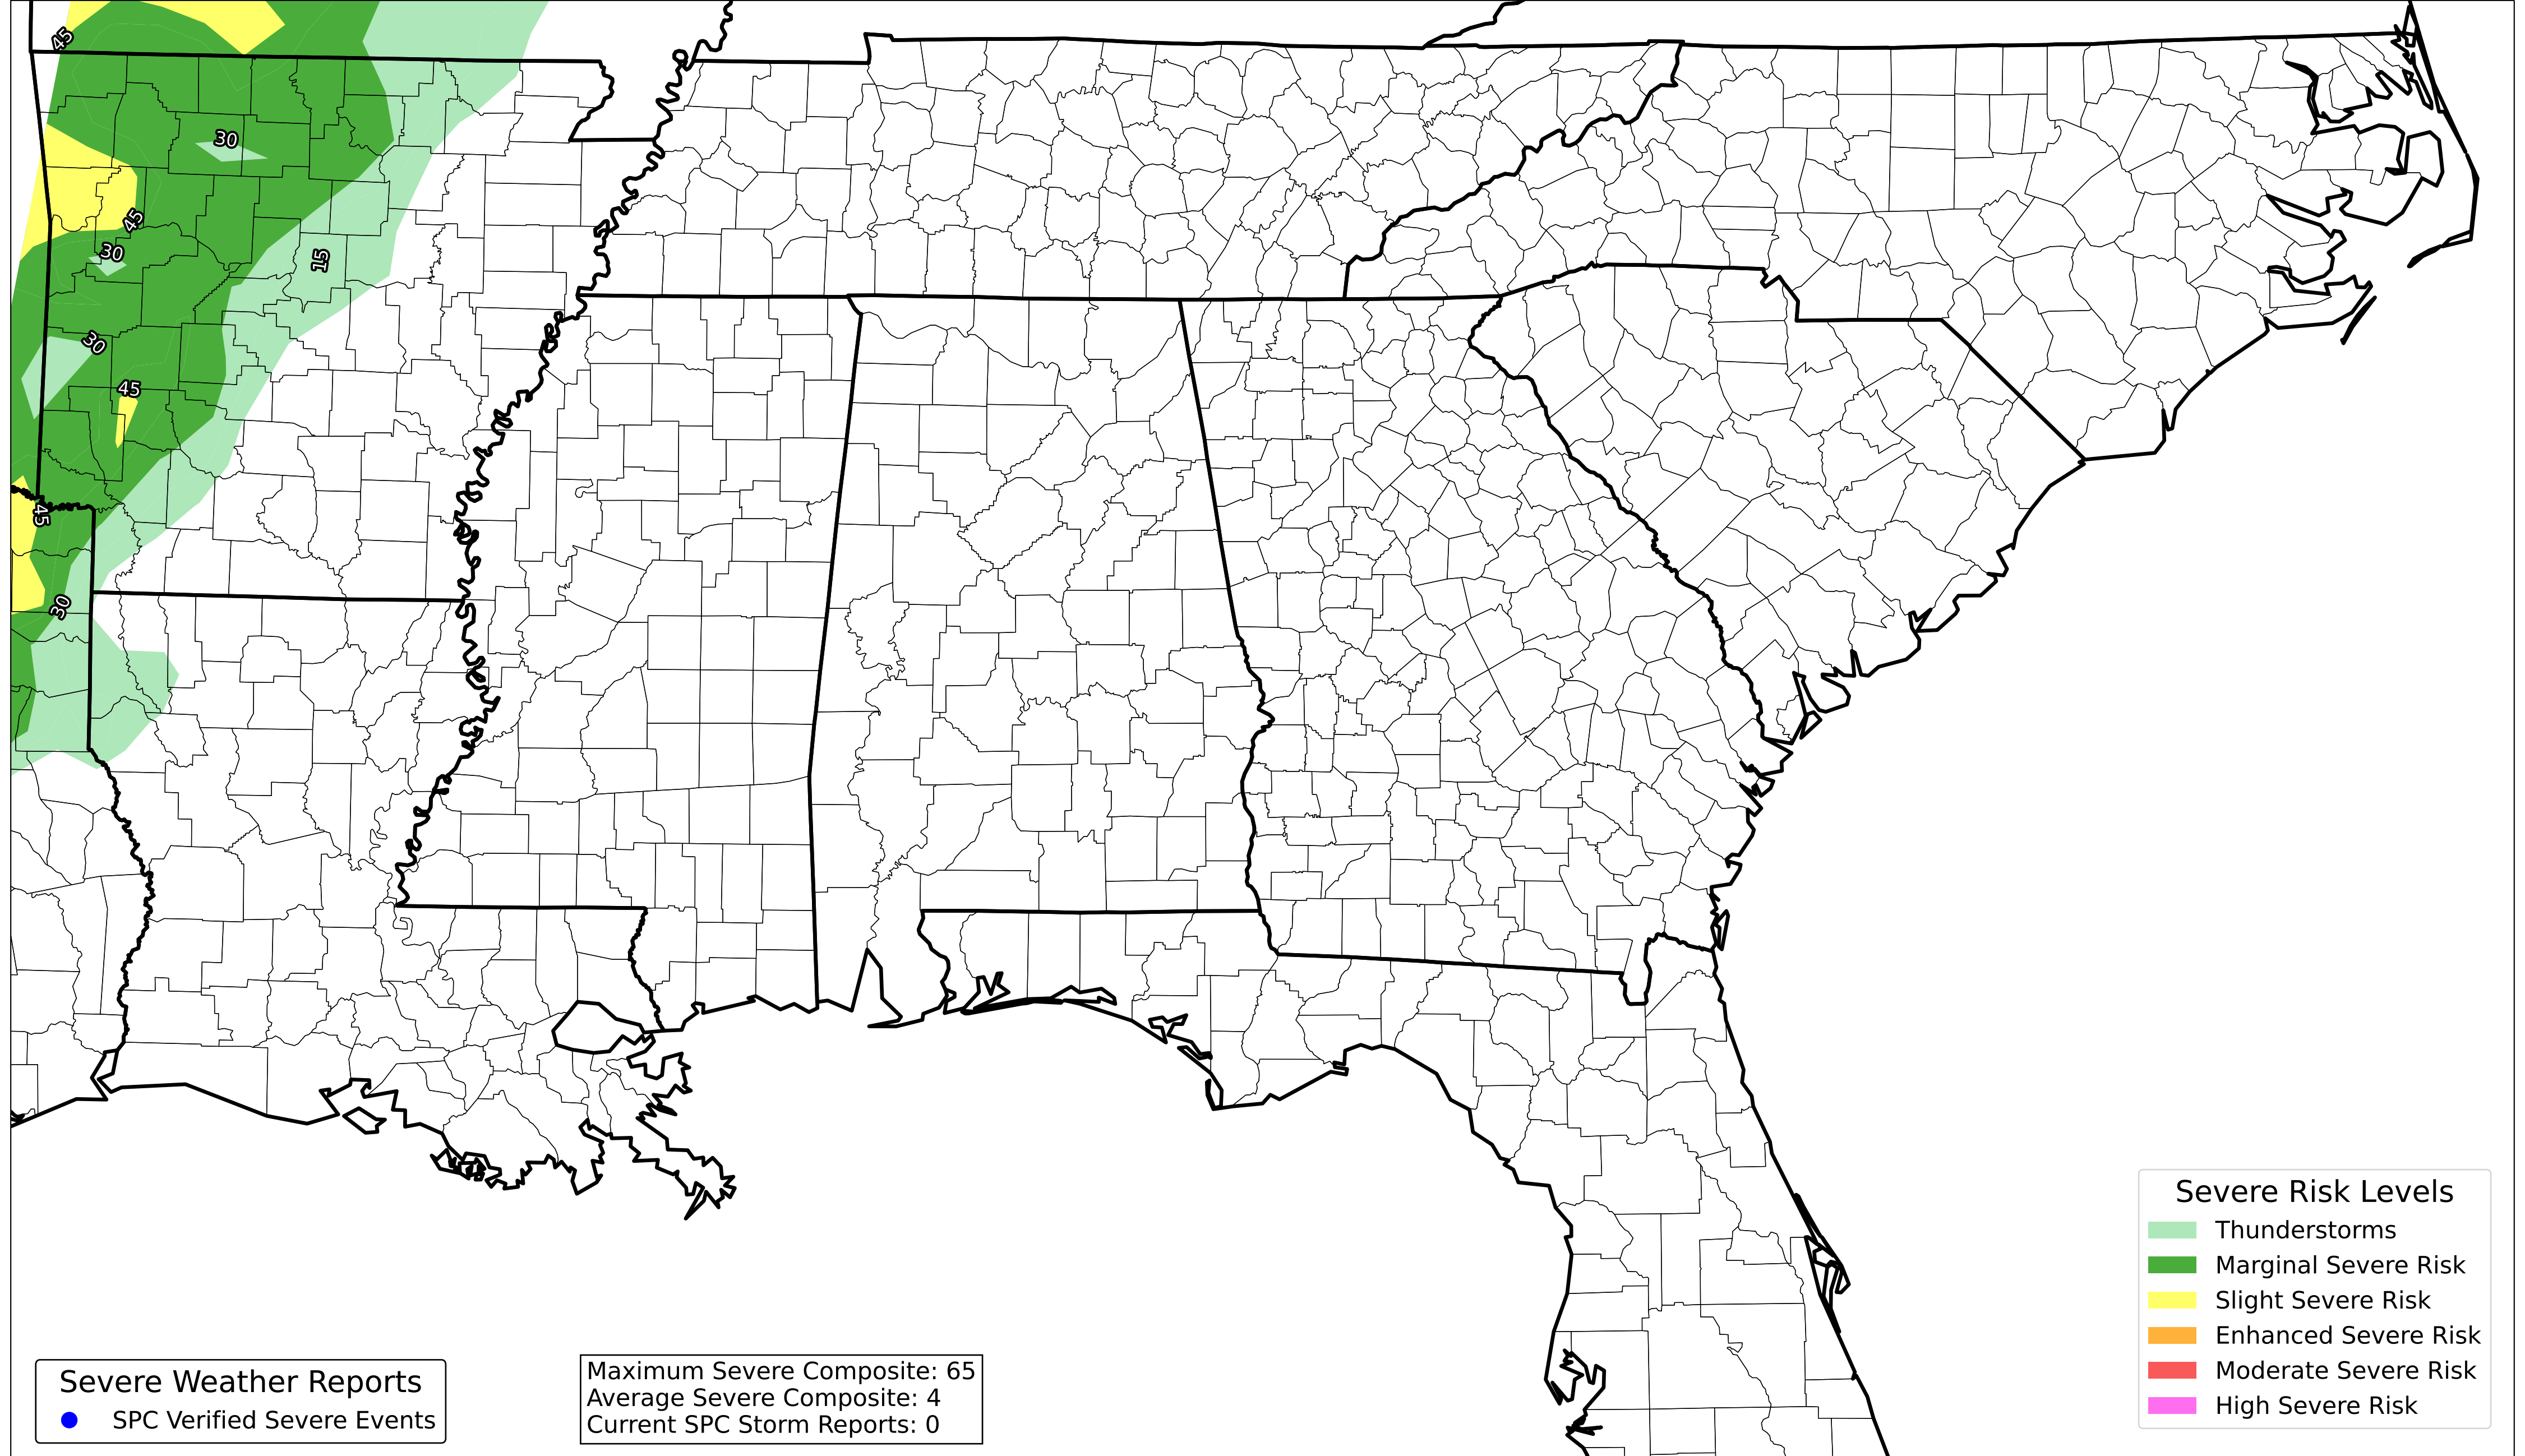 45
30
45
30
15
30
45
45
30
Severe Risk Levels
Thunderstorms
Marginal Severe Risk
Slight Severe Risk
Enhanced Severe Risk
Moderate Severe Risk
High Severe Risk
Severe Weather Reports
SPC Verified Severe Events
Maximum Severe Composite: 65
Average Severe Composite: 4
Current SPC Storm Reports: 0